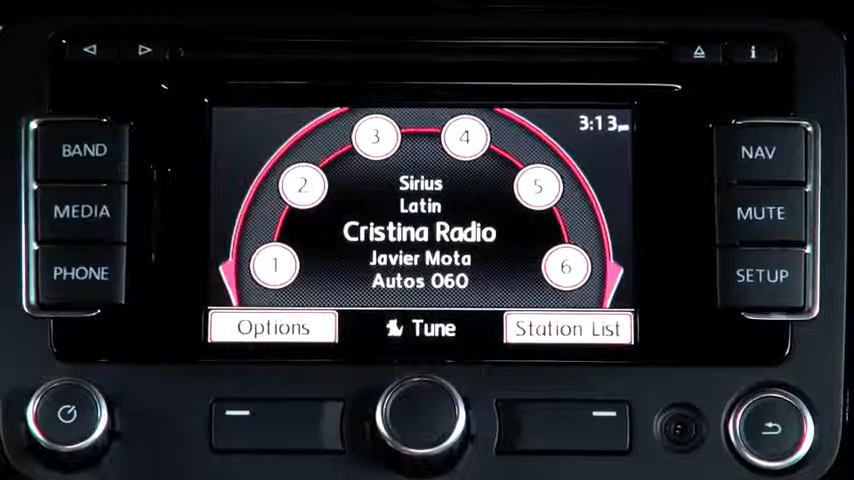 BAND
MEDIA
PHONE
NAV
MUTE
SETUP
3:13pm
1
2
3
4
5
6
Sirius
Latin
Cristina Radio
Javier Mota
Autos 060
Options
Tune
Station List
i